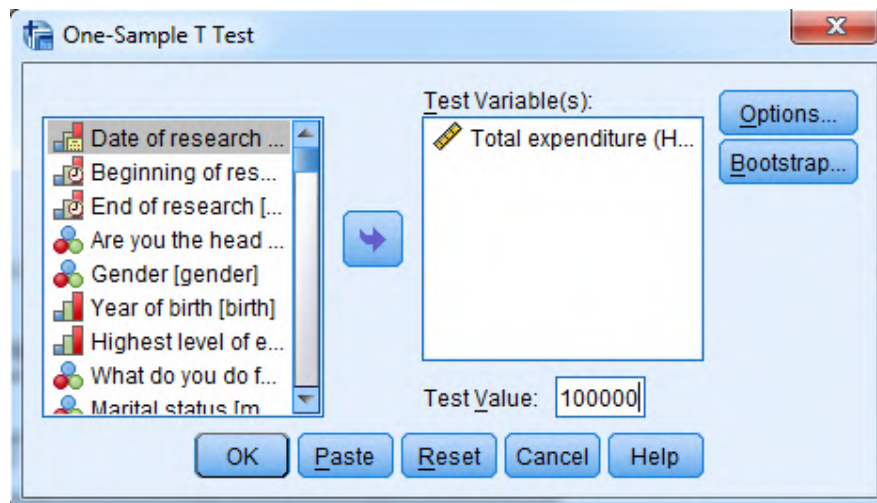 One-Sample T Test
Date of research ...
Beginning of res...
End of research [...
Are you the head ...
Gender [gender]
Year of birth [birth]
Highest level of e...
What do you do f...
Marital status [m
Test Variable(s):
Total expenditure (H...
Test Value: 100000
Options...
Bootstrap...
OK Paste Reset Cancel Help